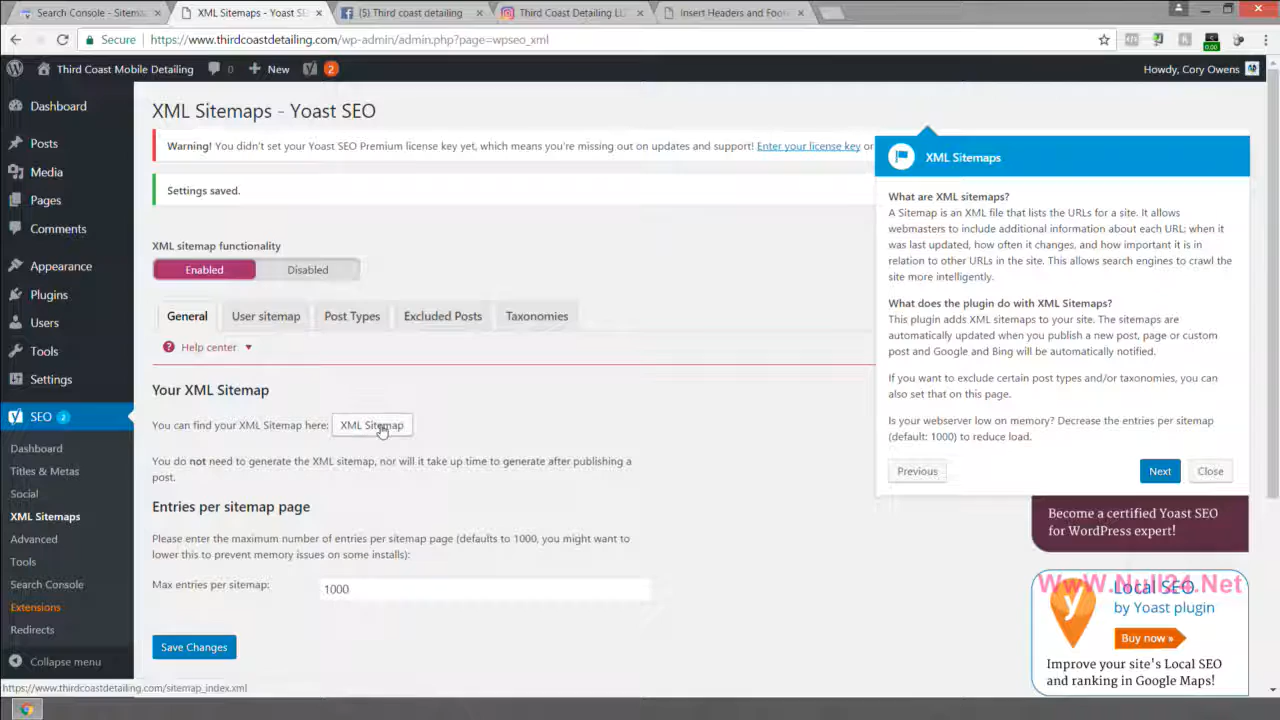 Search Console - Sitemap
XML Sitemaps - Yoast SE
(5) Third coast detailing
Third Coast Detailing LL
Insert Headers and Foo
Secure
https://www.thirdcoastdetailing.com/wp-admin/admin.php?page=wpseo_xml
0.00
Third Coast Mobile Detailing
0
New
2
Howdy, Cory Owens
Dashboard
Posts
Media
Pages
Comments
Appearance
Plugins
Users
Tools
Settings
SEO 2
Dashboard
Titles & Metas
Social
XML Sitemaps
Advanced
Tools
Search Console
Extensions
Redirects
Collapse menu
XML Sitemaps - Yoast SEO
Warning! You didn't set your Yoast SEO Premium license key yet, which means you're missing out on updates and support! Enter your license key or
Settings saved.
XML sitemap functionality
Enabled
Disabled
General
User sitemap
Post Types
Excluded Posts
Taxonomies
Help center
Your XML Sitemap
You can find your XML Sitemap here:
XML Sitemap
You do not need to generate the XML sitemap, nor will it take up time to generate after publishing a
post.
Entries per sitemap page
Please enter the maximum number of entries per sitemap page (defaults to 1000, you might want to
lower this to prevent memory issues on some installs):
Max entries per sitemap:
1000
Save Changes
XML Sitemaps
What are XML sitemaps?
A Sitemap is an XML file that lists the URLs for a site. It allows
webmasters to include additional information about each URL: when it
was last updated, how often it changes, and how important it is in
relation to other URLs in the site. This allows search engines to crawl the
site more intelligently.
What does the plugin do with XML Sitemaps?
This plugin adds XML sitemaps to your site. The sitemaps are
automatically updated when you publish a new post, page or custom
post and Google and Bing will be automatically notified.
If you want to exclude certain post types and/or taxonomies, you can
also set that on this page.
Is your webserver low on memory? Decrease the entries per sitemap
(default: 1000) to reduce load.
Previous
Next
Close
Become a certified Yoast SEO
for WordPress expert!
WwW.Null24.Net
Local SEO
by Yoast plugin
Buy now »
Improve your site's Local SEO
and ranking in Google Maps!
https://www.thirdcoastdetailing.com/sitemap_index.xml